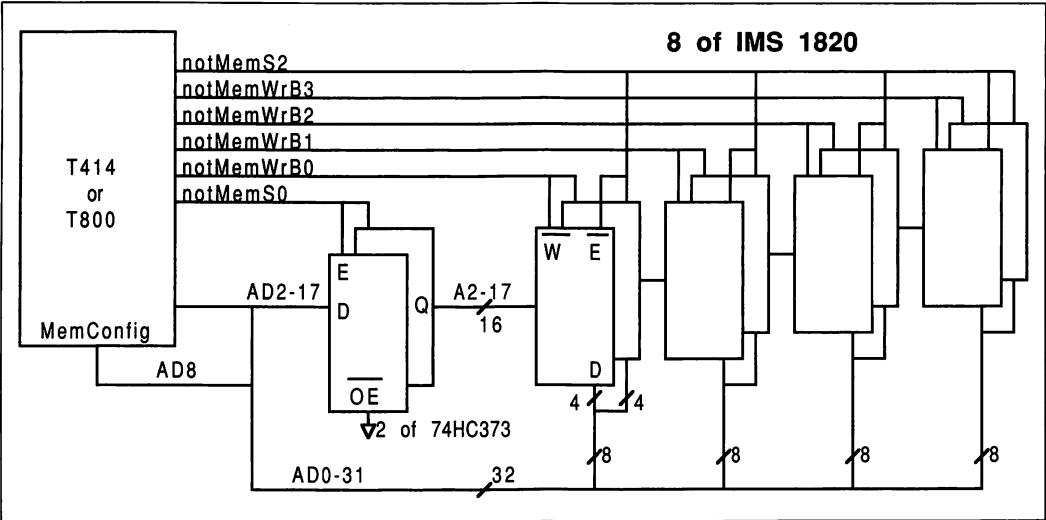 8 of IMS 1820
notMemS2
notMemWrB3
notMemWrB2
notMemWrB1
notMemWrB0
notMemS0
T414
or
T800
MemConfig
AD8
AD2-17
E
D
Q
OE
2 of 74HC373
A2-17
16
W E
D
4 4
8
8
8
8
AD0-31
32